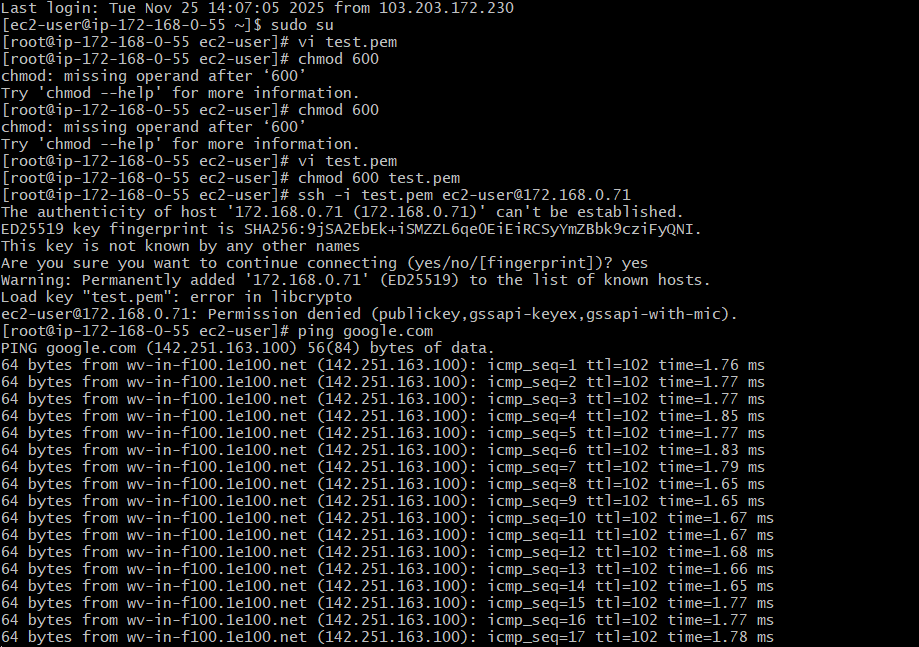 Last login: Tue Nov 25 14:07:05 2025 from 103.203.172.230
[ec2-user@ip-172-168-0-55 ~]$ sudo su
[root@ip-172-168-0-55 ec2-user]# vi test.pem
[root@ip-172-168-0-55 ec2-user]# chmod 600
chmod: missing operand after ‘600’
Try 'chmod --help' for more information.
[root@ip-172-168-0-55 ec2-user]# chmod 600
chmod: missing operand after ‘600’
Try 'chmod --help' for more information.
[root@ip-172-168-0-55 ec2-user]# vi test.pem
[root@ip-172-168-0-55 ec2-user]# chmod 600 test.pem
[root@ip-172-168-0-55 ec2-user]# ssh -i test.pem ec2-user@172.168.0.71
The authenticity of host '172.168.0.71 (172.168.0.71)' can't be established.
ED25519 key fingerprint is SHA256:9jSA2EbEk+iSMZZL6qeOEiEiRCSyYmZBbk9cziFyQNI.
This key is not known by any other names
Are you sure you want to continue connecting (yes/no/[fingerprint])? yes
Warning: Permanently added '172.168.0.71' (ED25519) to the list of known hosts.
Load key "test.pem": error in libcrypto
ec2-user@172.168.0.71: Permission denied (publickey,gssapi-keyex,gssapi-with-mic).
[root@ip-172-168-0-55 ec2-user]# ping google.com
PING google.com (142.251.163.100) 56(84) bytes of data.
64 bytes from wv-in-f100.1e100.net (142.251.163.100): icmp_seq=1 ttl=102 time=1.76 ms
64 bytes from wv-in-f100.1e100.net (142.251.163.100): icmp_seq=2 ttl=102 time=1.77 ms
64 bytes from wv-in-f100.1e100.net (142.251.163.100): icmp_seq=3 ttl=102 time=1.77 ms
64 bytes from wv-in-f100.1e100.net (142.251.163.100): icmp_seq=4 ttl=102 time=1.85 ms
64 bytes from wv-in-f100.1e100.net (142.251.163.100): icmp_seq=5 ttl=102 time=1.77 ms
64 bytes from wv-in-f100.1e100.net (142.251.163.100): icmp_seq=6 ttl=102 time=1.83 ms
64 bytes from wv-in-f100.1e100.net (142.251.163.100): icmp_seq=7 ttl=102 time=1.79 ms
64 bytes from wv-in-f100.1e100.net (142.251.163.100): icmp_seq=8 ttl=102 time=1.65 ms
64 bytes from wv-in-f100.1e100.net (142.251.163.100): icmp_seq=9 ttl=102 time=1.65 ms
64 bytes from wv-in-f100.1e100.net (142.251.163.100): icmp_seq=10 ttl=102 time=1.67 ms
64 bytes from wv-in-f100.1e100.net (142.251.163.100): icmp_seq=11 ttl=102 time=1.67 ms
64 bytes from wv-in-f100.1e100.net (142.251.163.100): icmp_seq=12 ttl=102 time=1.68 ms
64 bytes from wv-in-f100.1e100.net (142.251.163.100): icmp_seq=13 ttl=102 time=1.66 ms
64 bytes from wv-in-f100.1e100.net (142.251.163.100): icmp_seq=14 ttl=102 time=1.65 ms
64 bytes from wv-in-f100.1e100.net (142.251.163.100): icmp_seq=15 ttl=102 time=1.77 ms
64 bytes from wv-in-f100.1e100.net (142.251.163.100): icmp_seq=16 ttl=102 time=1.77 ms
64 bytes from wv-in-f100.1e100.net (142.251.163.100): icmp_seq=17 ttl=102 time=1.78 ms